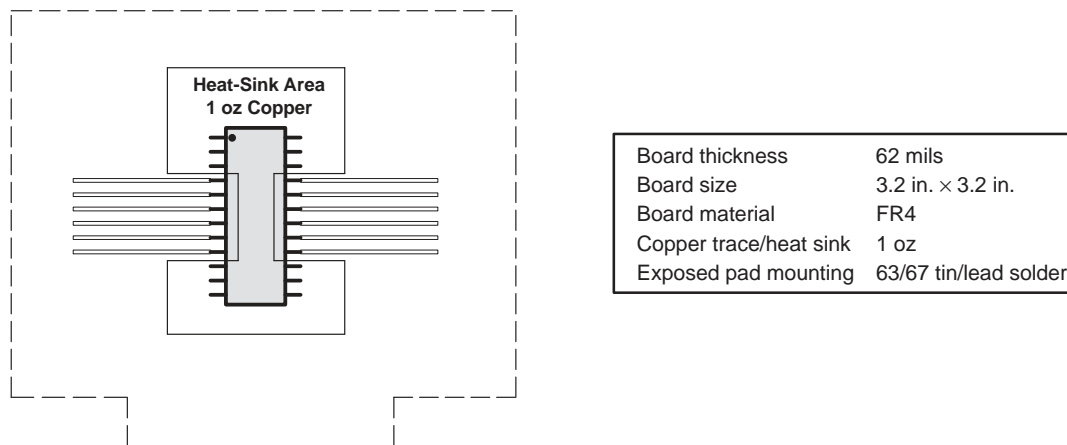 Heat-Sink Area
1 oz Copper
Board thickness 62 mils
Board size 3.2 in. × 3.2 in.
Board material FR4
Copper trace/heat sink 1 oz
Exposed pad mounting 63/67 tin/lead solder